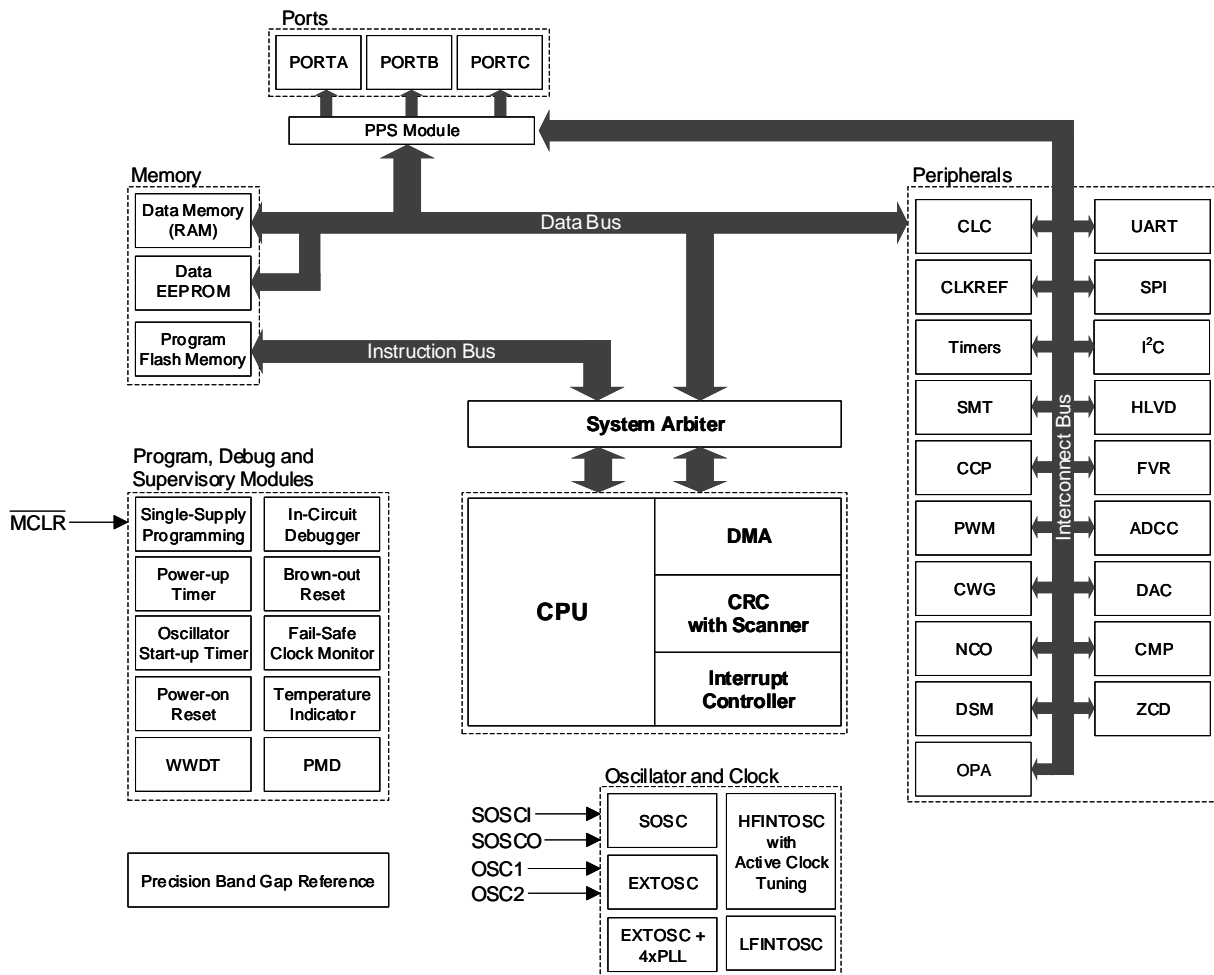 Ports
PORTA
PORTB
PORTC
PPS Module
Memory
Data Memory
(RAM)
Data
EEPROM
Program
Flash Memory
Data Bus
Instruction Bus
System Arbiter
CPU
DMA
CRC
with Scanner
Interrupt
Controller
Peripherals
CLC
UART
CLKREF
SPI
Timers
I²C
SMT
HLVD
CCP
FVR
PWM
ADCC
CWG
DAC
NCO
CMP
DSM
ZCD
OPA
Interconnect Bus
Program, Debug and
Supervisory Modules
MCLR
Single-Supply
Programming
In-Circuit
Debugger
Power-up
Timer
Brown-out
Reset
Oscillator
Start-up Timer
Fail-Safe
Clock Monitor
Power-on
Reset
Temperature
Indicator
WWDT
PMD
Precision Band Gap Reference
Oscillator and Clock
SOSCI
SOSCO
OSC1
OSC2
SOSC
HFINTOSC
with
Active Clock
Tuning
EXTOSC
EXTOSC +
4xPLL
LFINTOSC